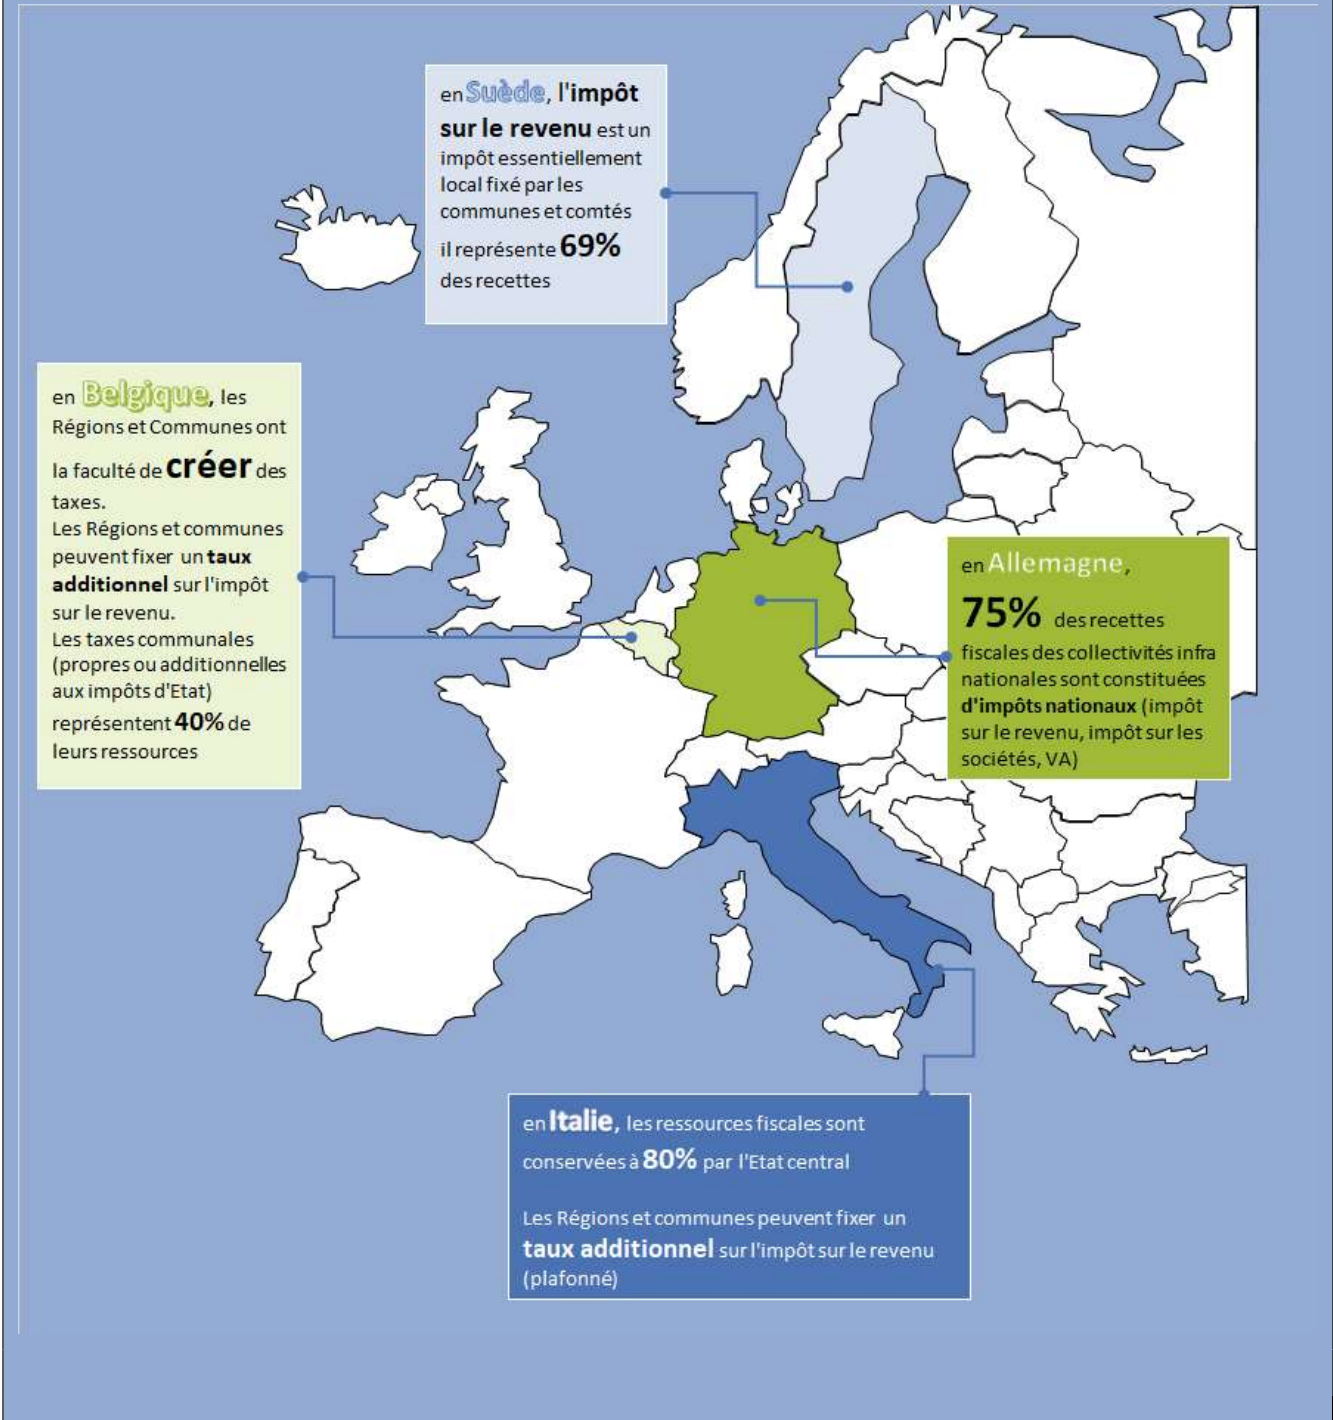 en Suède, l'impôt
sur le revenu est un
impôt essentiellement
local fixé par les
communes et comtés
il représente 69%
des recettes
en Belgique, les
Régions et Communes ont
la faculté de créer des
taxes.
Les Régions et communes
peuvent fixer un taux
additionnel sur l'impôt
sur le revenu.
Les taxes communales
(propres ou additionnelles
aux impôts d'Etat)
représentent 40% de
leurs ressources
en Allemagne,
75% des recettes
fiscales des collectivités infra
nationales sont constituées
d'impôts nationaux (impôt
sur le revenu, impôt sur les
sociétés, VA)
en Italie, les ressources fiscales sont
conservées à 80% par l'Etat central
Les Régions et communes peuvent fixer un
taux additionnel sur l'impôt sur le revenu
(plafonné)